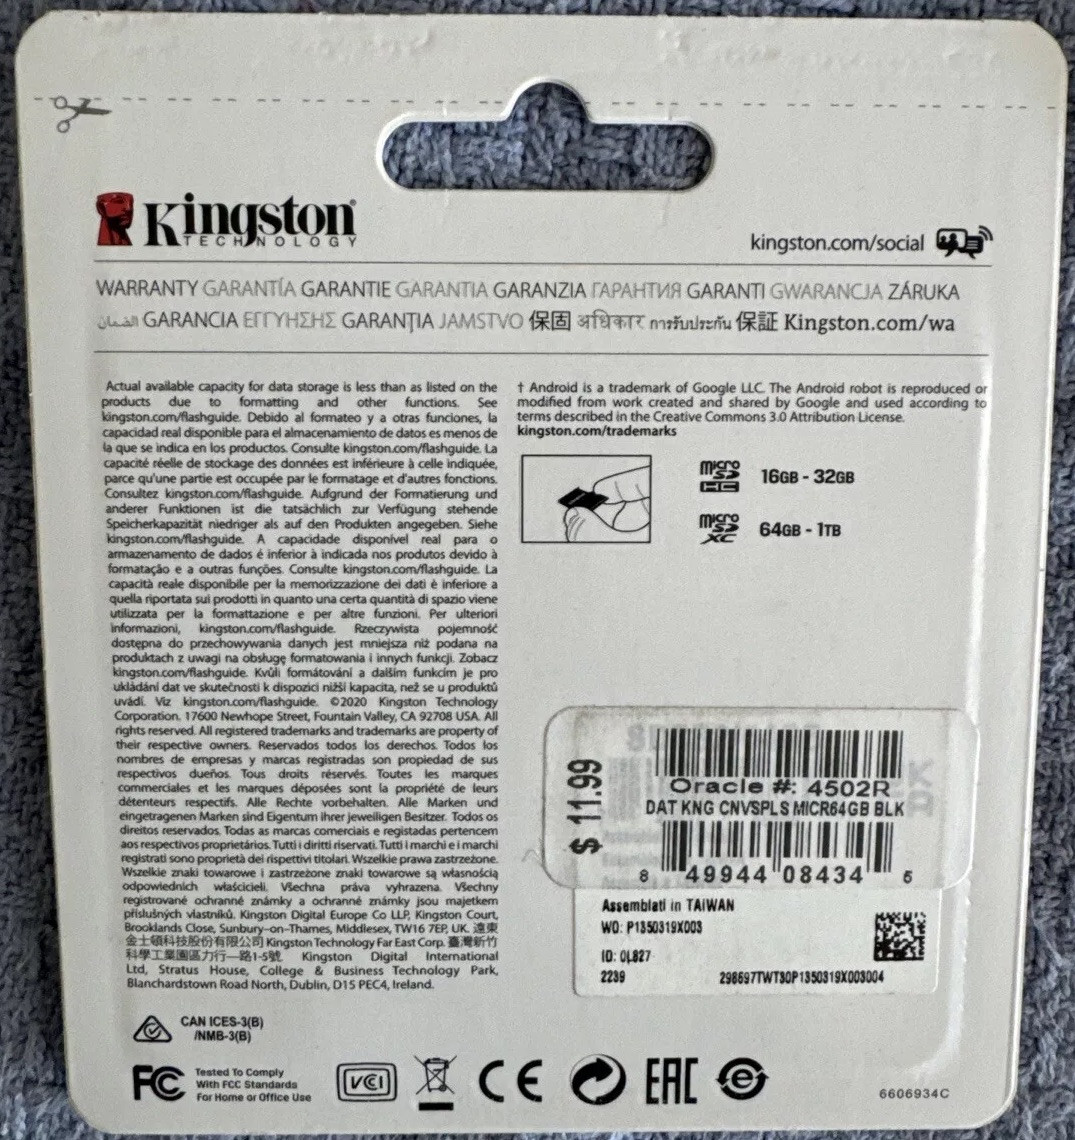 Kingston®
TECHNOLOGY
kingston.com/social
WARRANTY GARANTÍA GARANTIE GARANTIA GARANZIA ГАРАНТИЯ GARANTI GWARANCJA ZÁRUKA
الضمان GARANCIA ΕΓΓΥΗΣΗΣ GARANȚIA JAMSTVO 保固 अधिकार การรับประกัน 保証 Kingston.com/wa
Actual available capacity for data storage is less than as listed on the
products due to formatting and other functions. See
kingston.com/flashguide. Debido al formateo y a otras funciones, la
capacidad real disponible para el almacenamiento de datos es menos de
la que se indica en los productos. Consulte kingston.com/flashguide. La
capacité réelle de stockage des données est inférieure à celle indiquée,
parce qu'une partie est occupée par le formatage et d'autres fonctions.
Consultez kingston.com/flashguide. Aufgrund der Formatierung und
anderer Funktionen ist die tatsächlich zur Verfügung stehende
Speicherkapazität niedriger als auf den Produkten angegeben. Siehe
kingston.com/flashguide. A capacidade disponível real para o
armazenamento de dados é inferior à indicada nos produtos devido à
formatação e a outras funções. Consulte kingston.com/flashguide. La
capacità reale disponibile per la memorizzazione dei dati è inferiore a
quella riportata sui prodotti in quanto una certa quantità di spazio viene
utilizzata per la formattazione e per altre funzioni. Per ulteriori
informazioni, kingston.com/flashguide. Rzeczywista pojemność
dostępna do przechowywania danych jest mniejsza niż podana na
produktach z uwagi na obsługę formatowania i innych funkcji. Zobacz
kingston.com/flashguide. Kvůli formátování a dalším funkcím je pro
ukládání dat ve skutečnosti k dispozici nižší kapacita, než se u produktů
uvádí. Viz kingston.com/flashguide. ©2020 Kingston Technology
Corporation. 17600 Newhope Street, Fountain Valley, CA 92708 USA. All
rights reserved. All registered trademarks and trademarks are property of
their respective owners. Reservados todos los derechos. Todos los
nombres de empresas y marcas registradas son propiedad de sus
respectivos dueños. Tous droits réservés. Toutes les marques
commerciales et les marques déposées sont la propriété de leurs
détenteurs respectifs. Alle Rechte vorbehalten. Alle Marken und
eingetragenen Marken sind Eigentum ihrer jeweiligen Besitzer. Todos os
direitos reservados. Todas as marcas comerciais e registadas pertencem
aos respectivos proprietários. Tutti i diritti riservati. Tutti i marchi e i marchi
registrati sono proprietà dei rispettivi titolari. Wszelkie prawa zastrzeżone.
Wszelkie znaki towarowe i zastrzeżone znaki towarowe są własnością
odpowiednich właścicieli. Všechna práva vyhrazena. Všechny
registrované ochranné známky a ochranné známky jsou majetkem
příslušných vlastníků. Kingston Digital Europe Co LLP, Kingston Court,
Brooklands Close, Sunbury-on-Thames, Middlesex, TW16 7EP, UK. 遠東
金士頓科技股份有限公司 Kingston Technology Far East Corp. 臺灣新竹
科學工業園區力行一路1-5號 Kingston Digital International
Ltd, Stratus House, College & Business Technology Park,
Blanchardstown Road North, Dublin, D15 PEC4, Ireland.
† Android is a trademark of Google LLC. The Android robot is reproduced or
modified from work created and shared by Google and used according to
terms described in the Creative Commons 3.0 Attribution License.
kingston.com/trademarks
micro SD HC 16GB - 32GB
micro SD XC 64GB - 1TB
$ 11.99
Oracle #: 4502R
DAT KNG CNVSPLS MICR64GB BLK
8 49944 08434 6
Assemblati in TAIWAN
WO: P1350319X003
ID: 0L827
2239 298697TWT30P1350319X003004
CAN ICES-3(B)
/NMB-3(B)
FC Tested To Comply
With FCC Standards
For Home or Office Use
VCI CE EAC e
6606934C